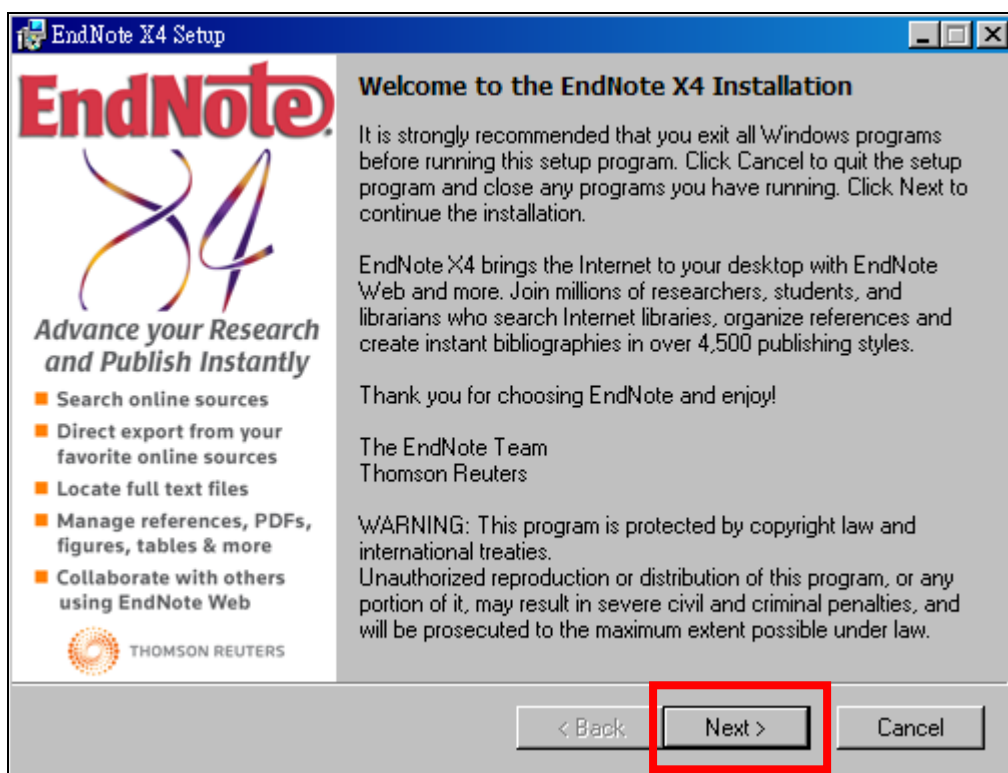 EndNote X4 Setup
EndNote
X4
Advance your Research
and Publish Instantly
Search online sources
Direct export from your
favorite online sources
Locate full text files
Manage references, PDFs,
figures, tables & more
Collaborate with others
using EndNote Web
THOMSON REUTERS
Welcome to the EndNote X4 Installation
It is strongly recommended that you exit all Windows programs
before running this setup program. Click Cancel to quit the setup
program and close any programs you have running. Click Next to
continue the installation.
EndNote X4 brings the Internet to your desktop with EndNote
Web and more. Join millions of researchers, students, and
librarians who search Internet libraries, organize references and
create instant bibliographies in over 4,500 publishing styles.
Thank you for choosing EndNote and enjoy!
The EndNote Team
Thomson Reuters
WARNING: This program is protected by copyright law and
international treaties.
Unauthorized reproduction or distribution of this program, or any
portion of it, may result in severe civil and criminal penalties, and
will be prosecuted to the maximum extent possible under law.
< Back
Next >
Cancel